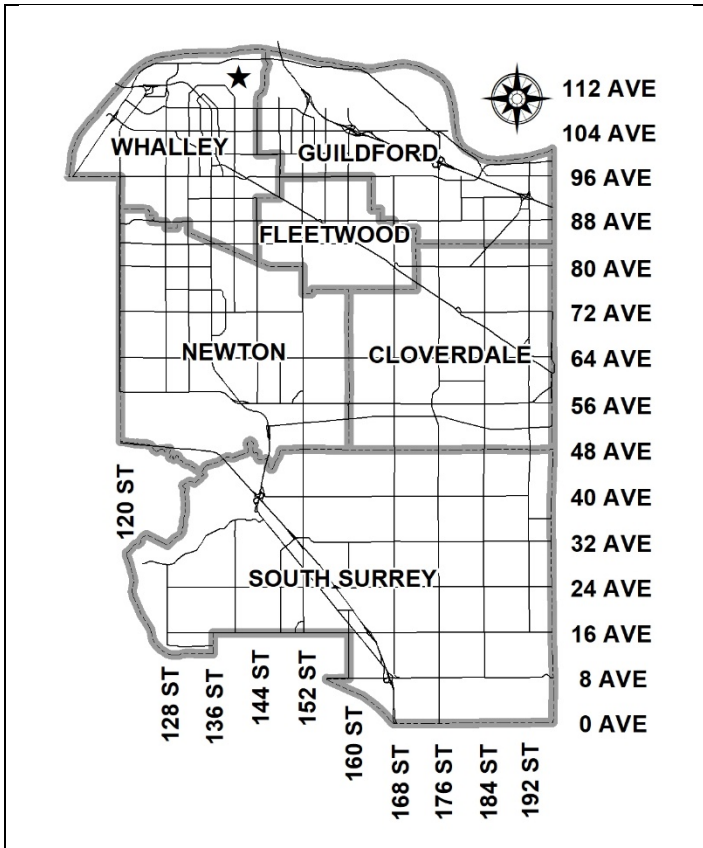 112 AVE
104 AVE
WHALLEY
GUILDFORD
96 AVE
88 AVE
FLEETWOOD
80 AVE
72 AVE
NEWTON
CLOVERDALE
64 AVE
56 AVE
48 AVE
120 ST
40 AVE
32 AVE
SOUTH SURREY
24 AVE
16 AVE
8 AVE
0 AVE
128 ST
136 ST
144 ST
152 ST
160 ST
168 ST
176 ST
184 ST
192 ST